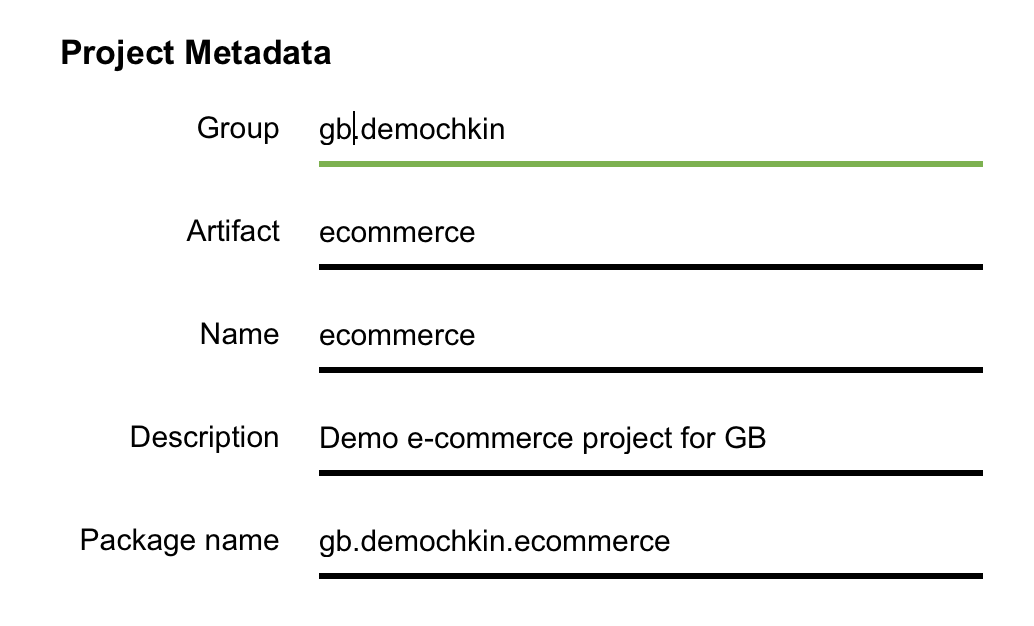 Project Metadata
Group gb.demochkin
Artifact ecommerce
Name ecommerce
Description Demo e-commerce project for GB
Package name gb.demochkin.ecommerce